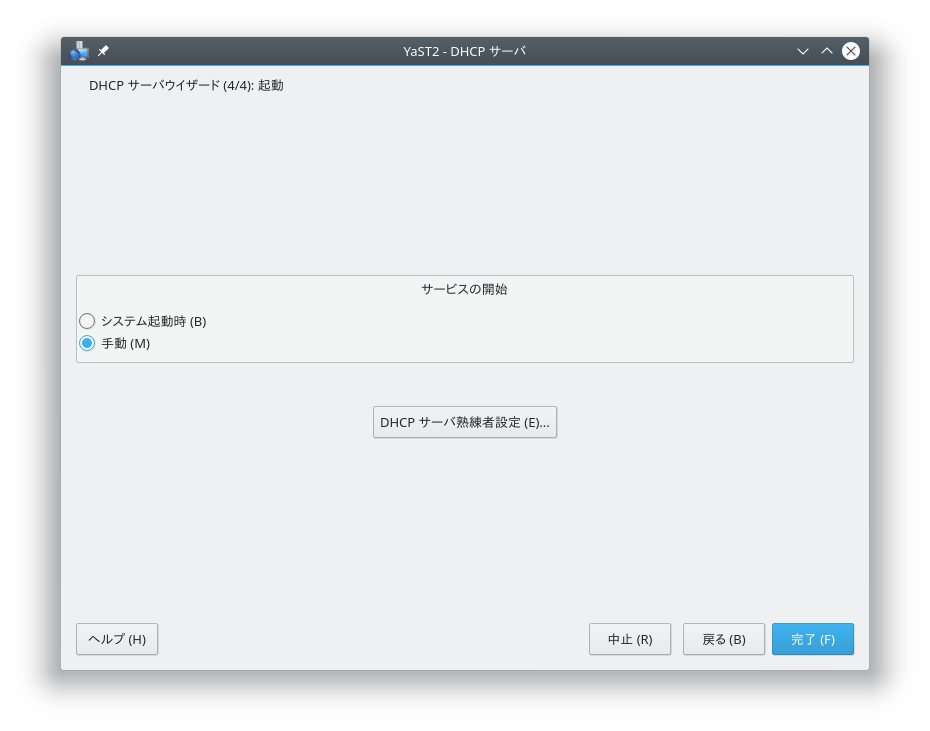 YaST2 - DHCP サーバ
DHCP サーバウイザード (4/4): 起動
サービスの開始
システム起動時 (B)
手動 (M)
DHCP サーバ熟練者設定 (E)...
ヘルプ (H)
中止 (R)
戻る (B)
完了 (F)